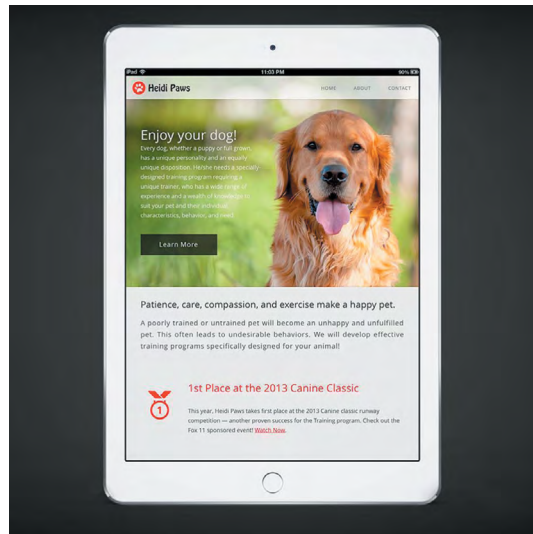 iPad 11:03 PM 90%
Heidi Paws HOME ABOUT CONTACT
Enjoy your dog!
Every dog, whether a puppy or full grown,
has a unique personality and an equally
unique disposition. He/she needs a specially
designed training program requiring a
unique trainer, who has a wide range of
experience and a wealth of knowledge to
suit your pet and their individual
characteristics, behavior, and need.
Learn More
Patience, care, compassion, and exercise make a happy pet.
A poorly trained or untrained pet will become an unhappy and unfulfilled
pet. This often leads to undesirable behaviors. We will develop effective
training programs specifically designed for your animal!
1st Place at the 2013 Canine Classic
1
This year, Heidi Paws takes first place at the 2013 Canine classic runway
competition — another proven success for the Training program. Check out the
Fox 11 sponsored event! Watch Now.